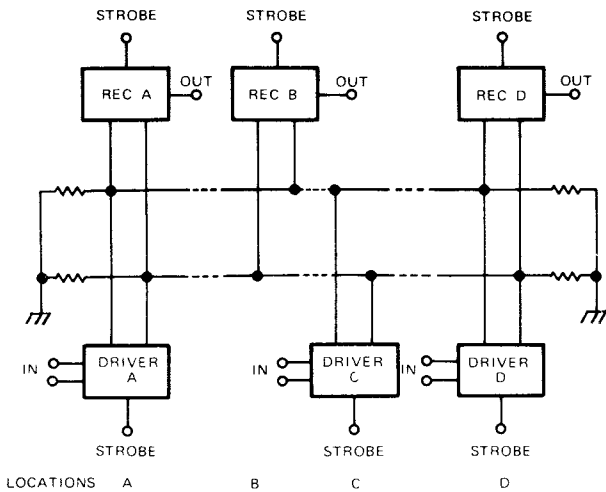 STROBE STROBE STROBE
REC A OUT REC B OUT REC D OUT
IN DRIVER A IN DRIVER C IN DRIVER D
STROBE STROBE STROBE
LOCATIONS A B C D